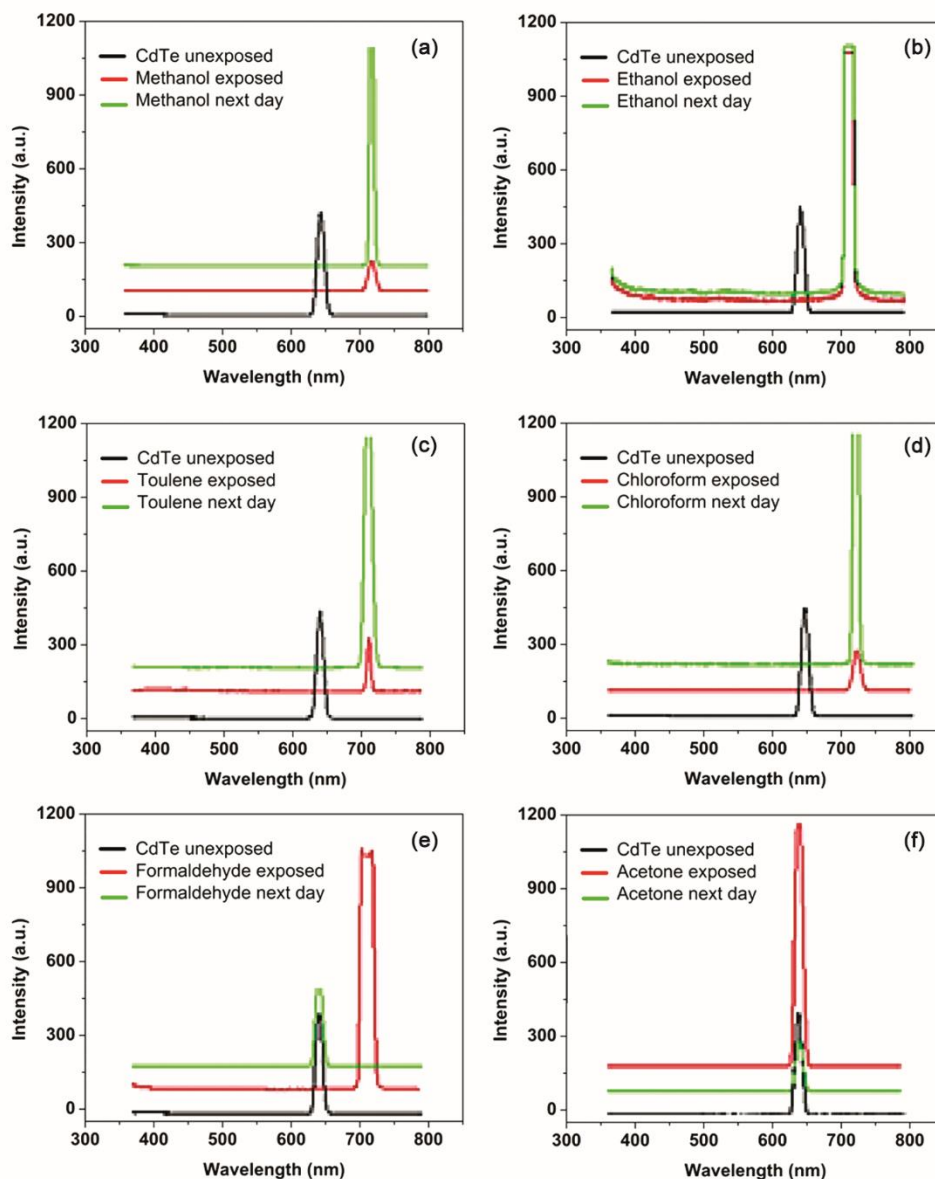 (a)
CdTe unexposed
Methanol exposed
Methanol next day
Intensity (a.u.)
1200
900
600
300
0
300 400 500 600 700 800
Wavelength (nm)
(b)
CdTe unexposed
Ethanol exposed
Ethanol next day
Intensity (a.u.)
1200
900
600
300
0
300 400 500 600 700 800
Wavelength (nm)
(c)
CdTe unexposed
Toulene exposed
Toulene next day
Intensity (a.u.)
1200
900
600
300
0
300 400 500 600 700 800
Wavelength (nm)
(d)
CdTe unexposed
Chloroform exposed
Chloroform next day
Intensity (a.u.)
1200
900
600
300
0
300 400 500 600 700 800
Wavelength (nm)
(e)
CdTe unexposed
Formaldehyde exposed
Formaldehyde next day
Intensity (a.u.)
1200
900
600
300
0
300 400 500 600 700 800
Wavelength (nm)
(f)
CdTe unexposed
Acetone exposed
Acetone next day
Intensity (a.u.)
1200
900
600
300
0
300 400 500 600 700 800
Wavelength (nm)